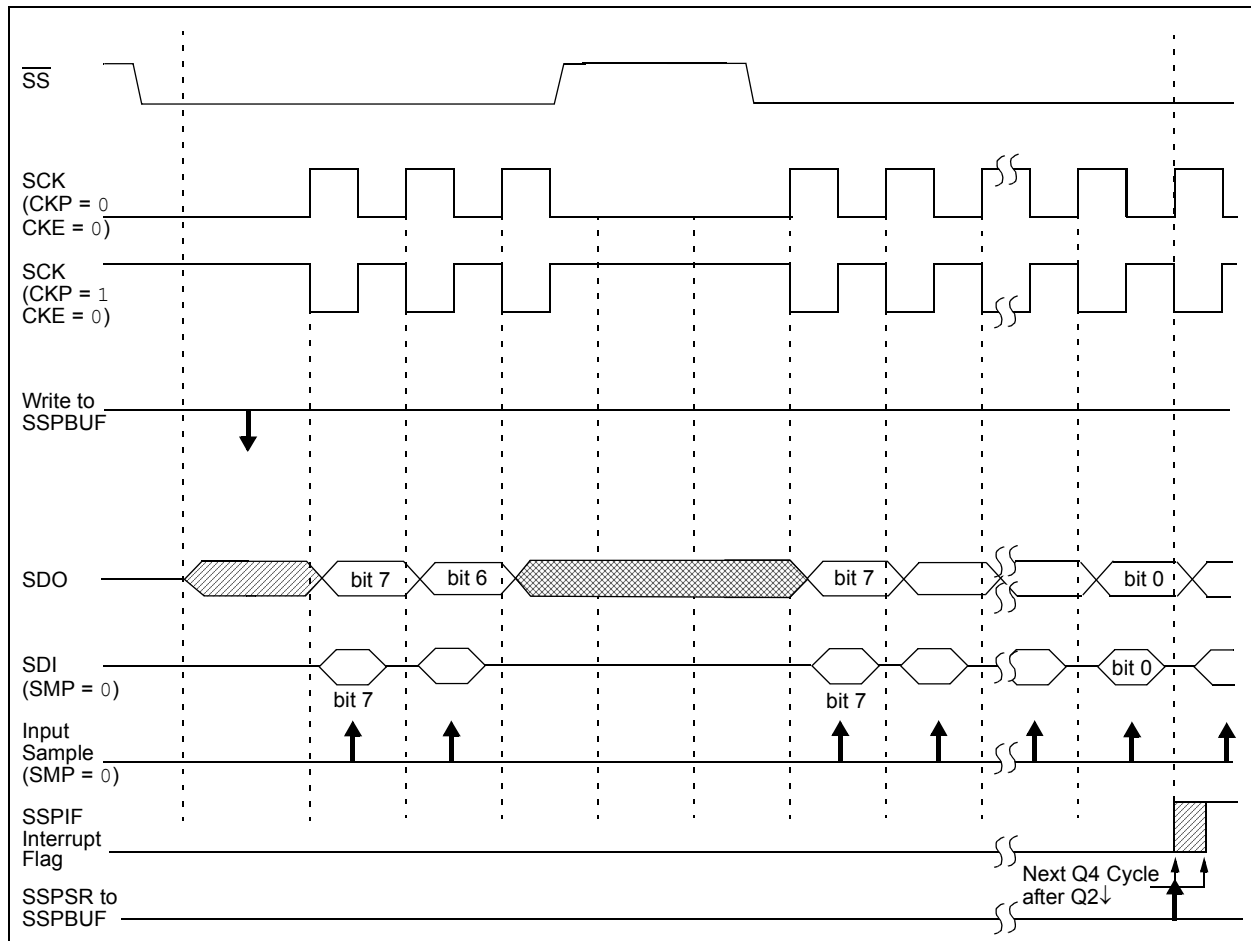 SS
SCK
(CKP = 0
CKE = 0)
SCK
(CKP = 1
CKE = 0)
Write to
SSPBUF
SDO
bit 7
bit 6
bit 7
bit 0
SDI
(SMP = 0)
bit 7
bit 7
bit 0
Input
Sample
(SMP = 0)
SSPIF
Interrupt
Flag
Next Q4 Cycle
after Q2↓
SSPSR to
SSPBUF